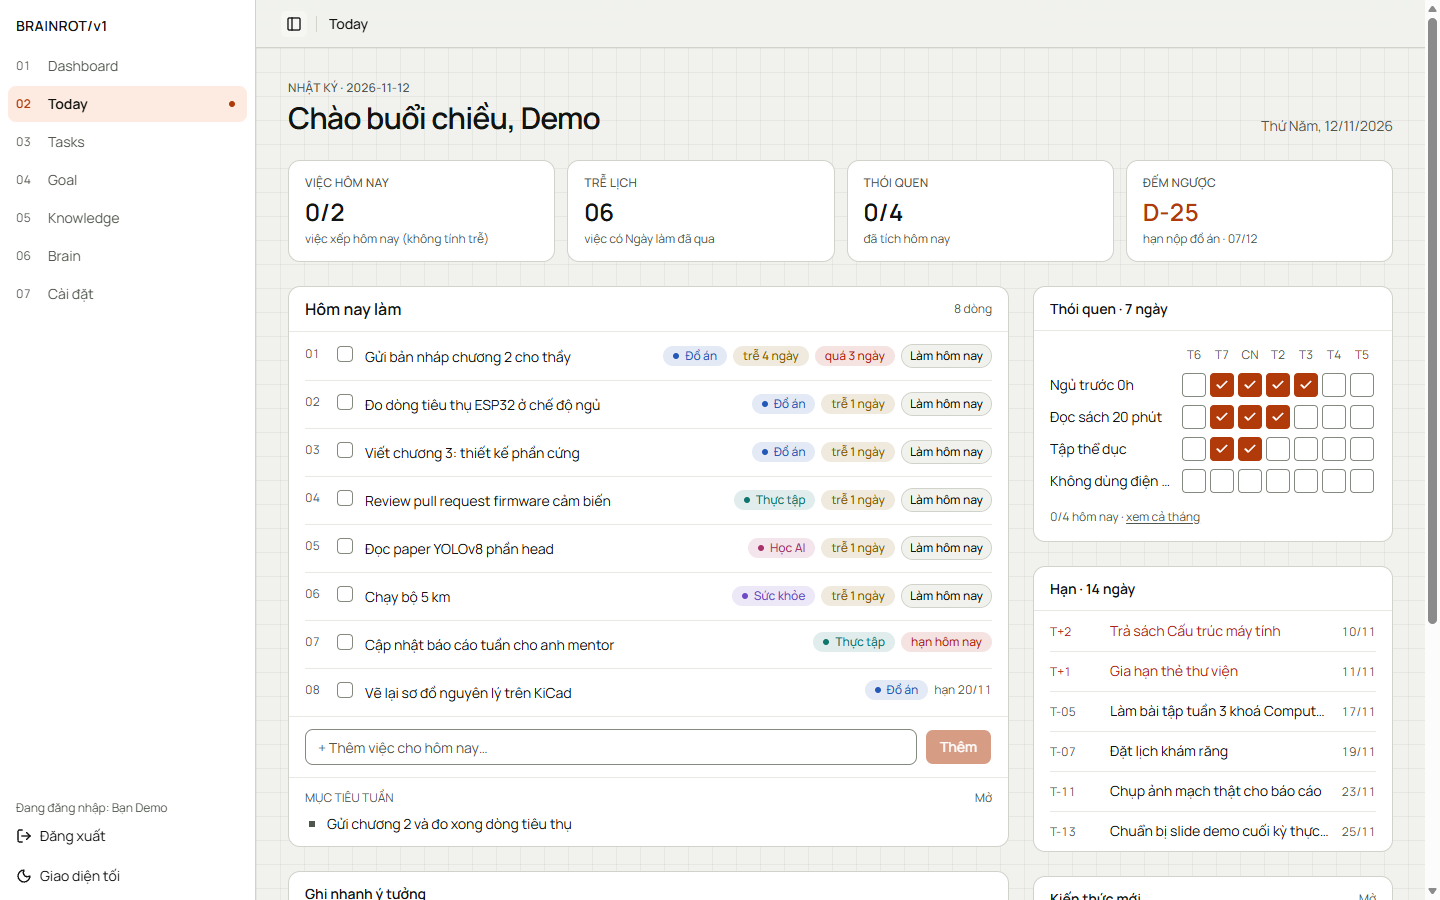 BRAINROT/v1
01 Dashboard
02 Today
03 Tasks
04 Goal
05 Knowledge
06 Brain
07 Cài đặt
Đang đăng nhập: Bạn Demo
Đăng xuất
Giao diện tối
Today
NHẬT KÝ · 2026-11-12
Chào buổi chiều, Demo
Thứ Năm, 12/11/2026
VIỆC HÔM NAY
0/2
việc xếp hôm nay (không tính trễ)
TRỄ LỊCH
06
việc có Ngày làm đã qua
THÓI QUEN
0/4
đã tích hôm nay
ĐẾM NGƯỢC
D-25
hạn nộp đồ án · 07/12
Hôm nay làm 8 dòng
01 Gửi bản nháp chương 2 cho thầy Đồ án trễ 4 ngày quá 3 ngày Làm hôm nay
02 Đo dòng tiêu thụ ESP32 ở chế độ ngủ Đồ án trễ 1 ngày Làm hôm nay
03 Viết chương 3: thiết kế phần cứng Đồ án trễ 1 ngày Làm hôm nay
04 Review pull request firmware cảm biến Thực tập trễ 1 ngày Làm hôm nay
05 Đọc paper YOLOv8 phần head Học AI trễ 1 ngày Làm hôm nay
06 Chạy bộ 5 km Sức khỏe trễ 1 ngày Làm hôm nay
07 Cập nhật báo cáo tuần cho anh mentor Thực tập hạn hôm nay
08 Vẽ lại sơ đồ nguyên lý trên KiCad Đồ án hạn 20/11
+ Thêm việc cho hôm nay... Thêm
MỤC TIÊU TUẦN Mở
Gửi chương 2 và đo xong dòng tiêu thụ
Ghi nhanh ý tưởng
Thói quen · 7 ngày
T6 T7 CN T2 T3 T4 T5
Ngủ trước 0h
Đọc sách 20 phút
Tập thể dục
Không dùng điện ...
0/4 hôm nay · xem cả tháng
Hạn · 14 ngày
T+2 Trả sách Cấu trúc máy tính 10/11
T+1 Gia hạn thẻ thư viện 11/11
T-05 Làm bài tập tuần 3 khoá Comput... 17/11
T-07 Đặt lịch khám răng 19/11
T-11 Chụp ảnh mạch thật cho báo cáo 23/11
T-13 Chuẩn bị slide demo cuối kỳ thực... 25/11
Kiến thức mới Mở